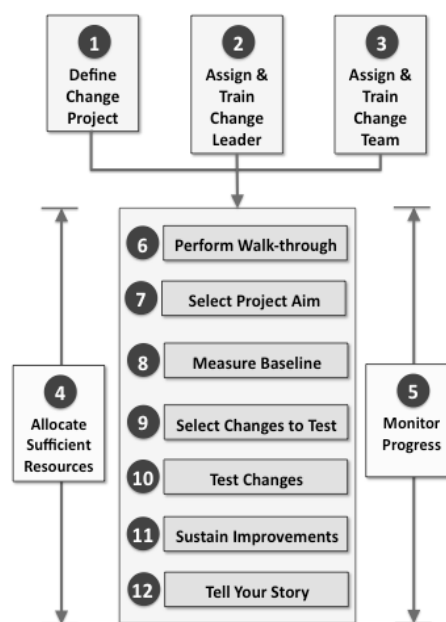 1
Define
Change
Project
2
Assign &
Train
Change
Leader
3
Assign &
Train
Change
Team
4
Allocate
Sufficient
Resources
5
Monitor
Progress
6 Perform Walk-through
7 Select Project Aim
8 Measure Baseline
9 Select Changes to Test
10 Test Changes
11 Sustain Improvements
12 Tell Your Story